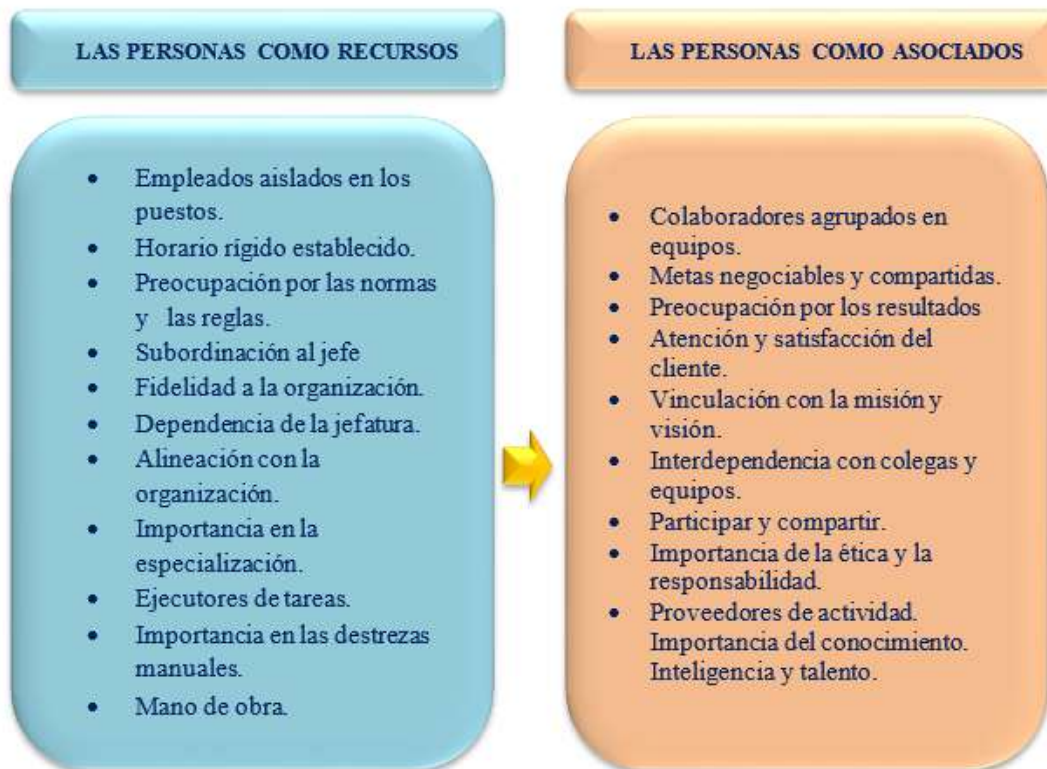 LAS PERSONAS COMO RECURSOS
• Empleados aislados en los
puestos.
• Horario rígido establecido.
• Preocupación por las normas
y las reglas.
• Subordinación al jefe
• Fidelidad a la organización.
• Dependencia de la jefatura.
• Alineación con la
organización.
• Importancia en la
especialización.
• Ejecutores de tareas.
• Importancia en las destrezas
manuales.
• Mano de obra.
LAS PERSONAS COMO ASOCIADOS
• Colaboradores agrupados en
equipos.
• Metas negociables y compartidas.
• Preocupación por los resultados
• Atención y satisfacción del
cliente.
• Vinculación con la misión y
visión.
• Interdependencia con colegas y
equipos.
• Participar y compartir.
• Importancia de la ética y la
responsabilidad.
• Proveedores de actividad.
Importancia del conocimiento.
Inteligencia y talento.